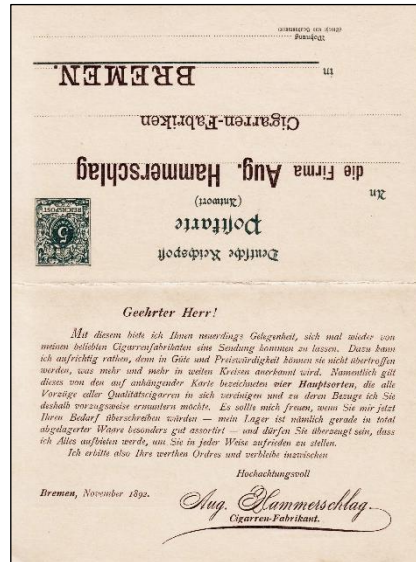 Deutsche Reichspost
Postkarte
(Antwort)
REICHSPOST
5
An
die Firma Aug. Hammerschlag
Cigarren-Fabriken
in BREMEN.
Wohnung
(Straße und Hausnummer)
Geehrter Herr!
Mit diesem biete ich Ihnen neuerdings Gelegenheit, sich mal wieder von
meinen beliebten Cigarrenfabrikaten eine Sendung kommen zu lassen. Dazu kann
ich aufrichtig rathen, denn in Güte und Preiswürdigkeit können sie nicht übertroffen
werden, was mehr und mehr in weiten Kreisen anerkannt wird. Namentlich gilt
dieses von den auf anhängender Karte bezeichneten vier Hauptsorten, die alle
Vorzüge edler Qualitätscigarren in sich vereinigen und zu deren Bezuge ich Sie
deshalb vorzugsweise ermuntern möchte. Es sollte mich freuen, wenn Sie mir jetzt
Ihren Bedarf überschreiben würden — mein Lager ist nämlich gerade in total
abgelagerter Waare besonders gut assortirt — und dürfen Sie überzeugt sein, dass
ich Alles aufbieten werde, um Sie in jeder Weise zufrieden zu stellen.
Ich erbitte also Ihre werthen Ordres und verbleibe inzwischen
Hochachtungsvoll
Bremen, November 1892.
Aug. Hammerschlag.
Cigarren-Fabrikant.